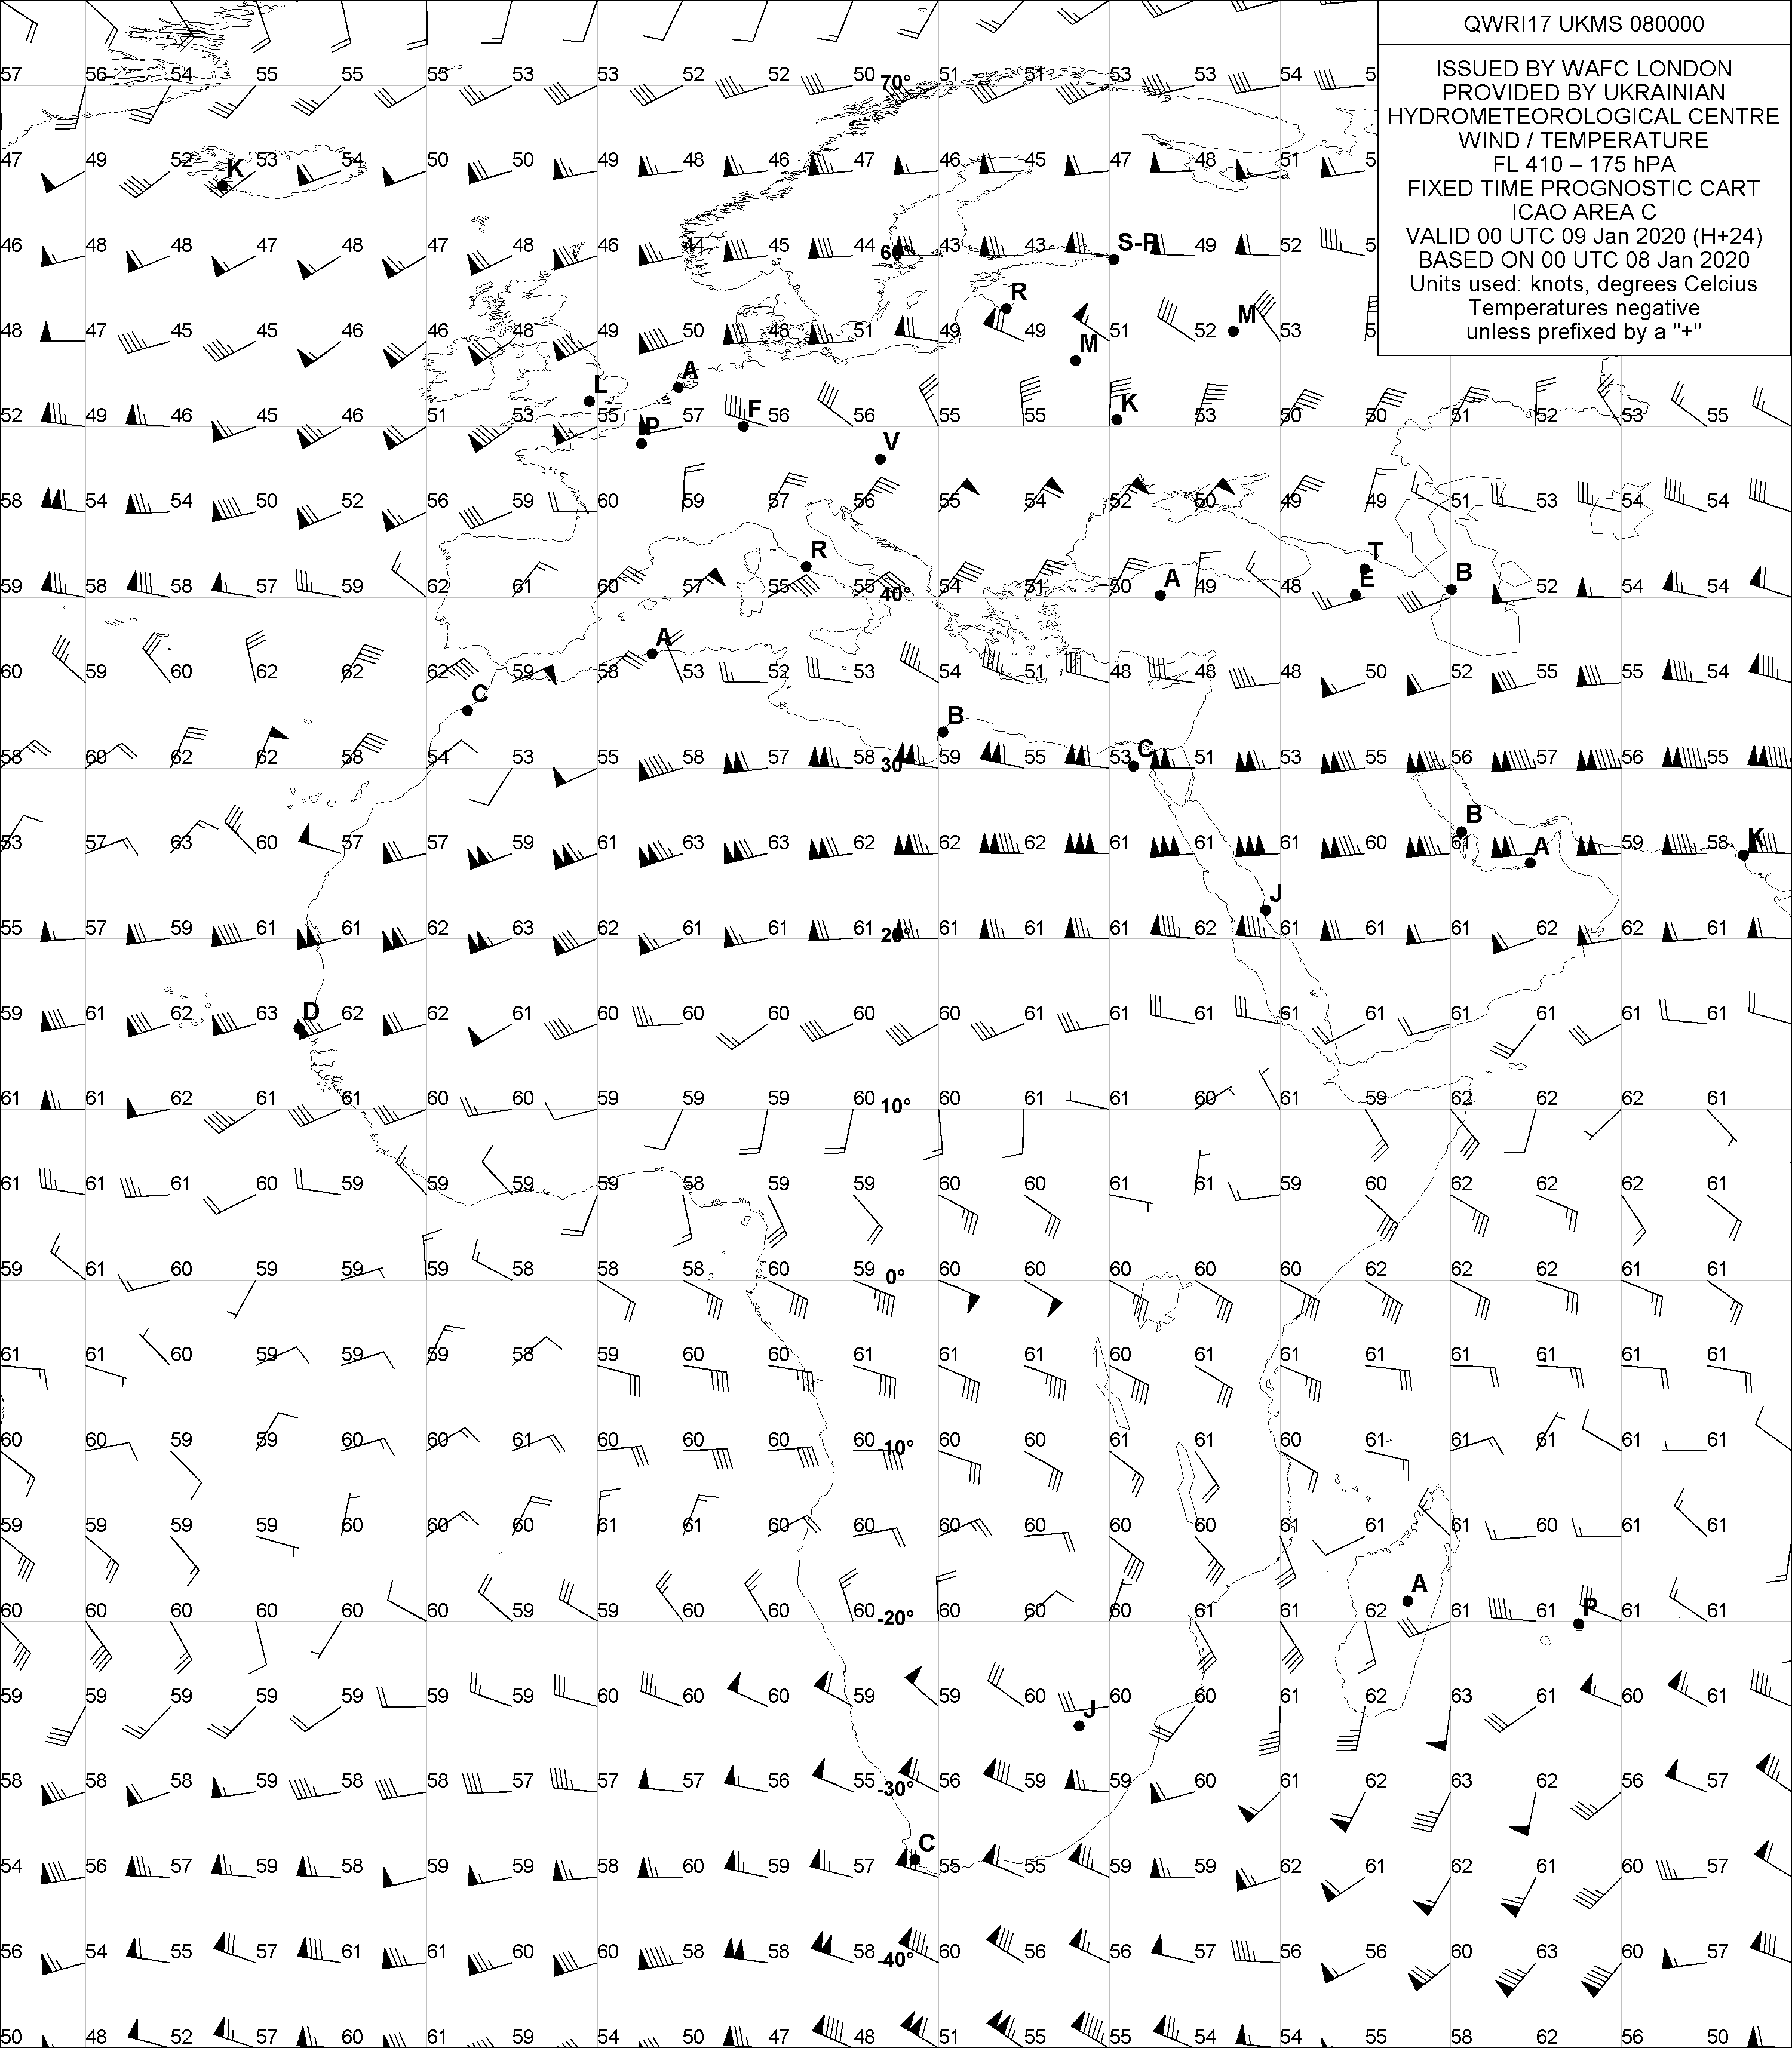 QWRI17 UKMS 080000
ISSUED BY WAFC LONDON
PROVIDED BY UKRAINIAN
HYDROMETEOROLOGICAL CENTRE
WIND / TEMPERATURE
FL 410 – 175 hPA
FIXED TIME PROGNOSTIC CART
ICAO AREA C
VALID 00 UTC 09 Jan 2020 (H+24)
BASED ON 00 UTC 08 Jan 2020
Units used: knots, degrees Celcius
Temperatures negative
unless prefixed by a "+"
57 56 54 55 55 55 53 53 52 52 50 70° 51 51 53 53 54 5
47 49 52 K 53 54 50 50 49 48 46 47 46 45 47 48 51 5
46 48 48 47 48 47 48 46 44 45 44 60° 43 43 S-P 49 52 5
R
48 47 45 45 46 46 48 49 50 48 51 49 49 M 51 52 M 53 5
L A
52 49 46 45 46 51 53 55 P 57 F 56 56 55 55 K 53 50 50 51 52 53 55
V
58 54 54 50 52 56 59 60 59 57 56 55 54 52 50 49 49 51 53 54 54
R T
59 58 58 57 59 62 61 60 57 55 55 40° 54 51 50 A 49 48 E B 52 54 54
60 59 60 62 62 62 59 58 A 53 52 53 54 51 48 48 48 50 52 55 55 54
C
B
58 60 62 62 58 54 53 55 58 57 58 30° 59 55 53 C 51 53 55 56 57 56 55
53 57 63 60 57 57 59 61 63 63 62 62 62 61 61 61 60 B 61 A 59 58 K
J
55 57 59 61 61 62 63 62 61 61 61 20° 61 61 61 62 61 61 61 62 62 61
59 61 62 63 D 62 62 61 60 60 60 60 60 61 61 61 61 61 61 61 61 61
61 61 62 61 61 60 60 59 59 59 60 10° 60 61 61 60 61 59 62 62 62 61
61 61 61 60 59 59 59 59 58 59 59 60 60 61 61 59 60 62 62 62 61
59 61 60 59 59 59 58 58 58 60 59 0° 60 60 60 60 60 62 62 62 61 61
61 61 60 59 59 59 58 59 60 60 61 61 61 60 61 61 61 61 61 61 61
60 60 59 59 60 60 61 60 60 60 60 -10° 60 60 61 61 60 61 61 61 61 61
59 59 59 59 60 60 60 61 61 60 60 60 60 60 60 61 61 61 60 61 61
60 60 60 60 60 60 59 59 60 60 60 -20° 60 60 60 61 61 62 A 61 61 P 61 61
59 59 59 59 59 59 59 60 60 60 59 59 60 J 60 60 61 62 63 61 60 61
58 58 58 59 58 58 57 57 57 56 55 -30° 56 59 59 60 61 62 63 62 56 57
54 56 57 59 58 59 59 58 60 59 57 C 55 55 59 59 62 61 62 61 60 57
56 54 55 57 61 61 60 60 58 58 58 -40° 60 56 56 57 56 56 60 63 60 57
50 48 52 57 60 61 59 54 50 47 48 51 55 55 54 54 55 58 62 56 50